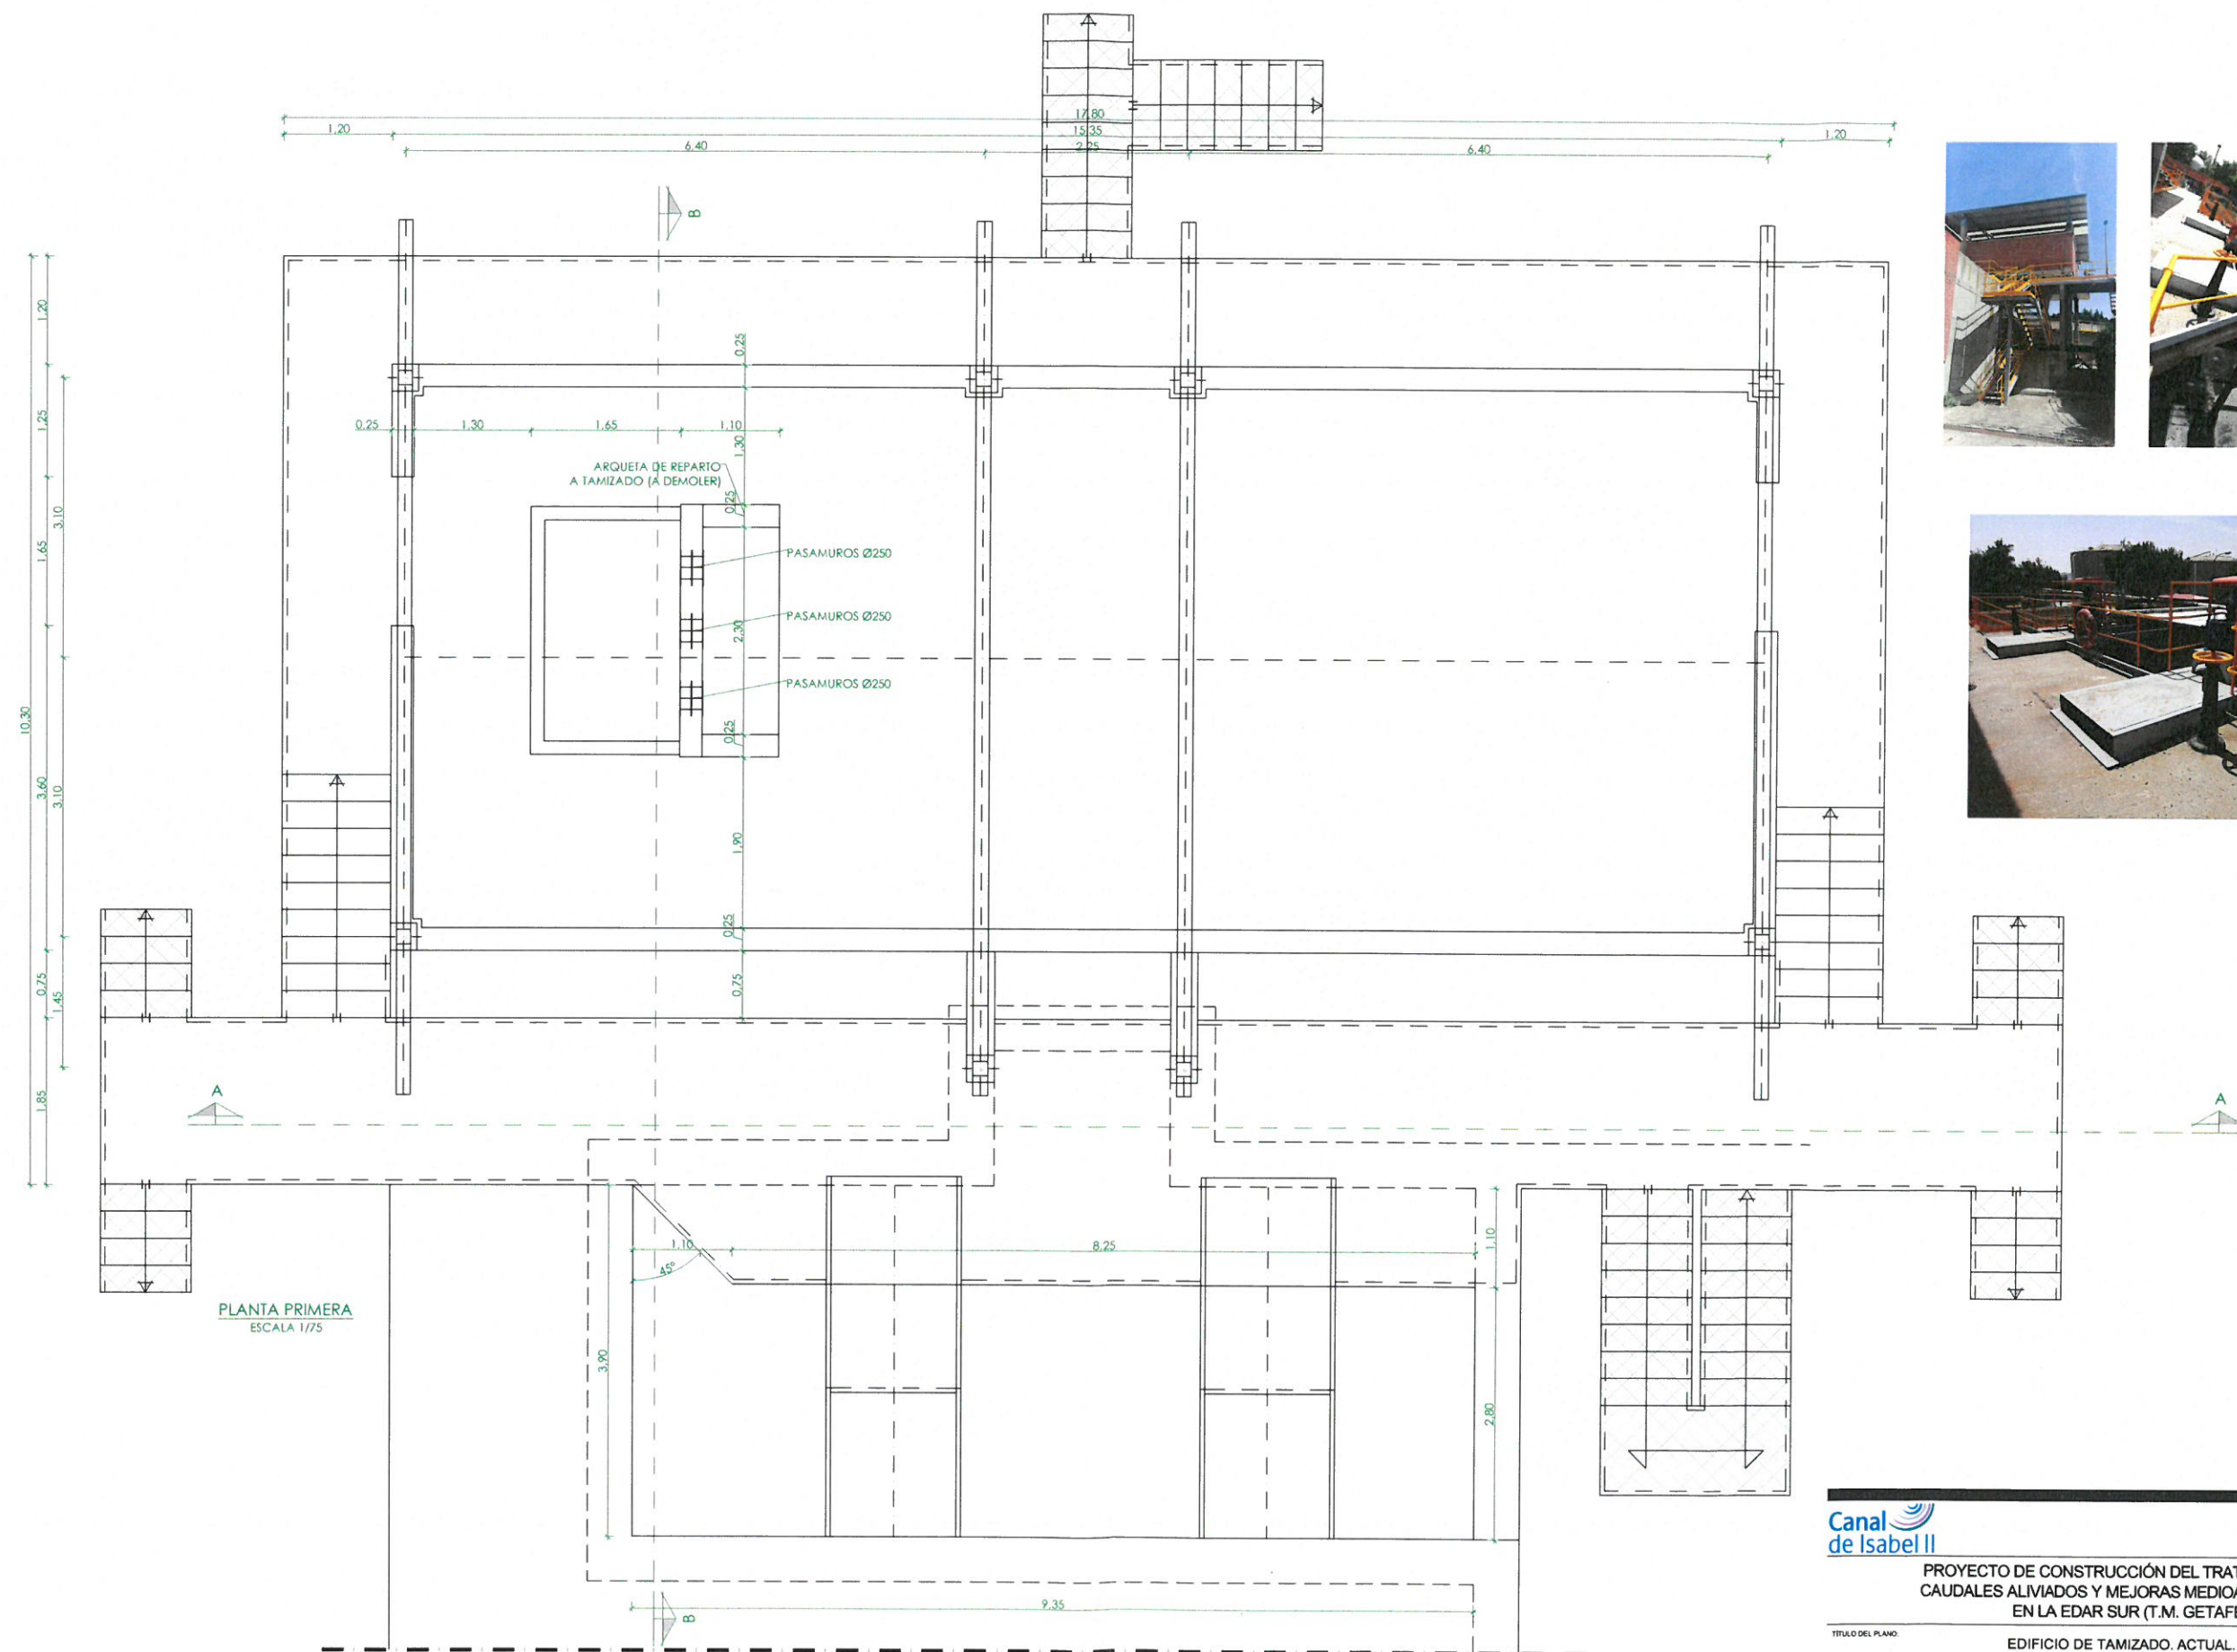 17.80
1.20
15.35
1.20
6.40
2.25
6.40
B
1.20
0.25
1.25
0.25
1.30
1.65
1.10
1.30
ARQUETA DE REPARTO
A TAMIZADO (A DEMOLER)
0.25
3.10
1.65
PASAMUROS Ø250
PASAMUROS Ø250
2.30
PASAMUROS Ø250
10.30
0.25
3.60
3.10
1.90
0.25
0.75
1.45
0.75
A
A
1.85
1.10
8.25
1.10
45°
PLANTA PRIMERA
ESCALA 1/75
3.90
2.80
9.35
B
Canal
de Isabel II
PROYECTO DE CONSTRUCCIÓN DEL TRAT
CAUDALES ALIVIADOS Y MEJORAS MEDIOA
EN LA EDAR SUR (T.M. GETAFE
TÍTULO DEL PLANO:
EDIFICIO DE TAMIZADO. ACTUAL.